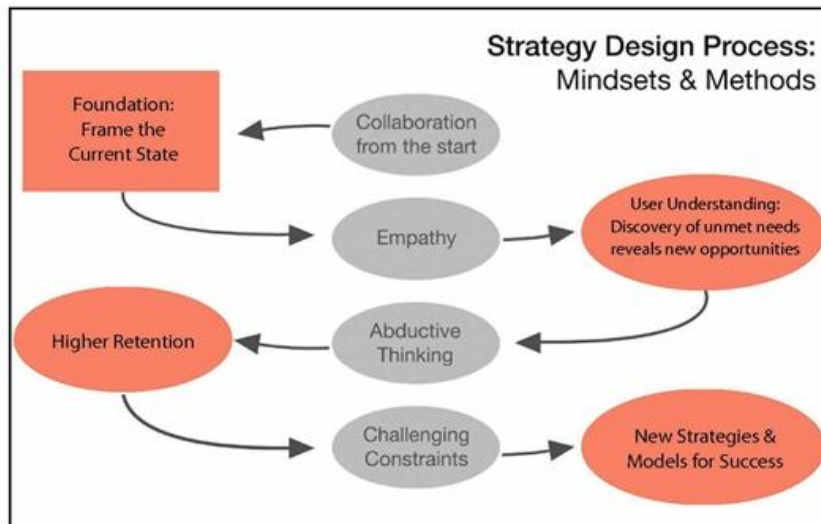 Strategy Design Process:
Mindsets & Methods
Foundation:
Frame the
Current State
Collaboration
from the start
Empathy
User Understanding:
Discovery of unmet needs
reveals new opportunities
Abductive
Thinking
Higher Retention
Challenging
Constraints
New Strategies &
Models for Success